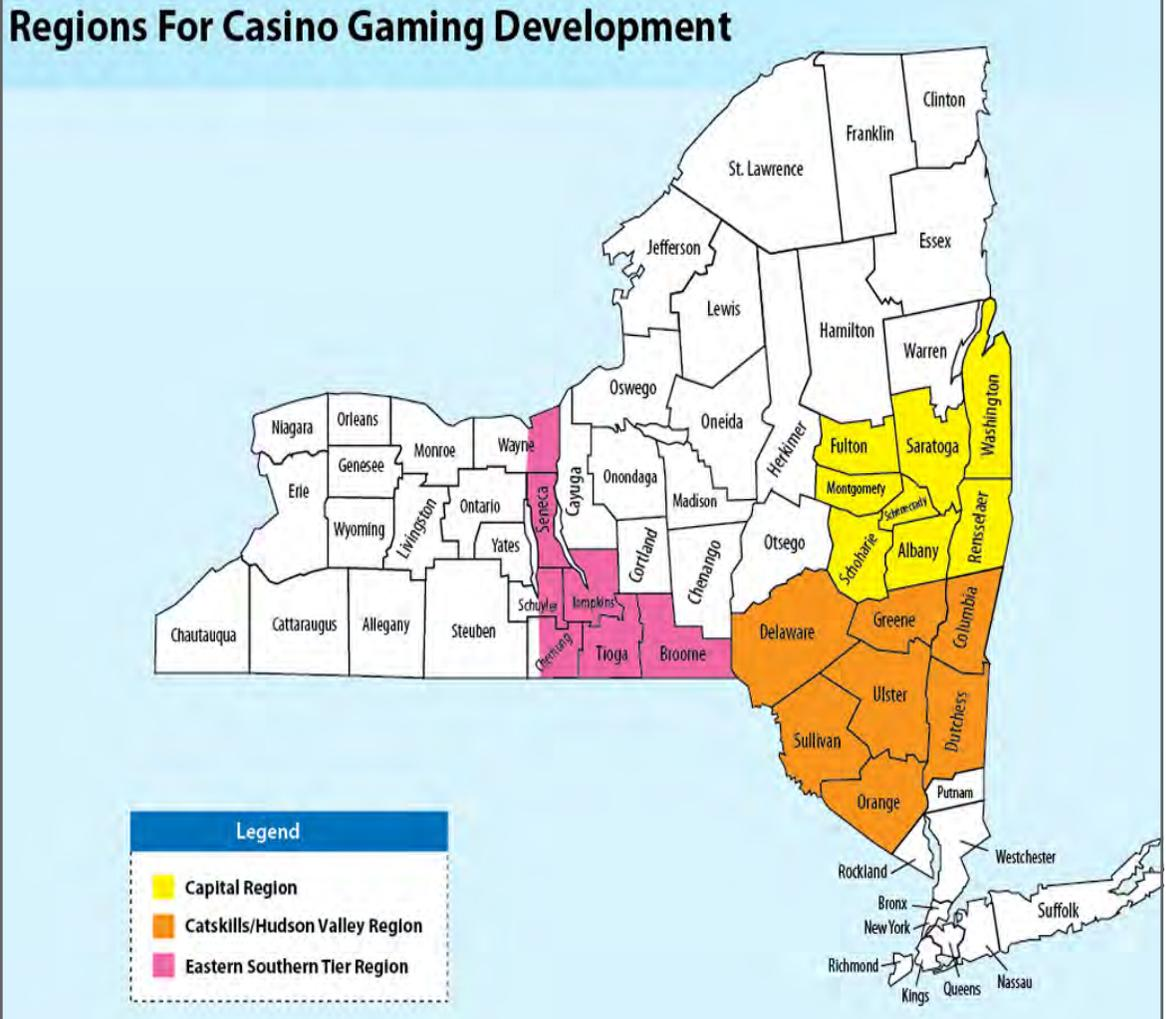 Regions For Casino Gaming Development
Clinton
Franklin
St. Lawrence
Essex
Jefferson
Lewis
Hamilton
Warren
Washington
Oswego
Oneida
Herkimer
Fulton
Saratoga
Niagara
Orleans
Monroe
Wayne
Genesee
Erie
Wyoming
Livingston
Ontario
Yates
Seneca
Cayuga
Onondaga
Madison
Montgomery
Schenectady
Rensselaer
Schoharie
Albany
Otsego
Chenango
Cortland
Schuyler
Tompkins
Chautauqua
Cattaraugus
Allegany
Steuben
Chemung
Tioga
Broome
Delaware
Greene
Columbia
Ulster
Dutchess
Sullivan
Orange
Putnam
Westchester
Rockland
Bronx
New York
Suffolk
Richmond
Kings
Queens
Nassau
Legend
Capital Region
Catskills/Hudson Valley Region
Eastern Southern Tier Region